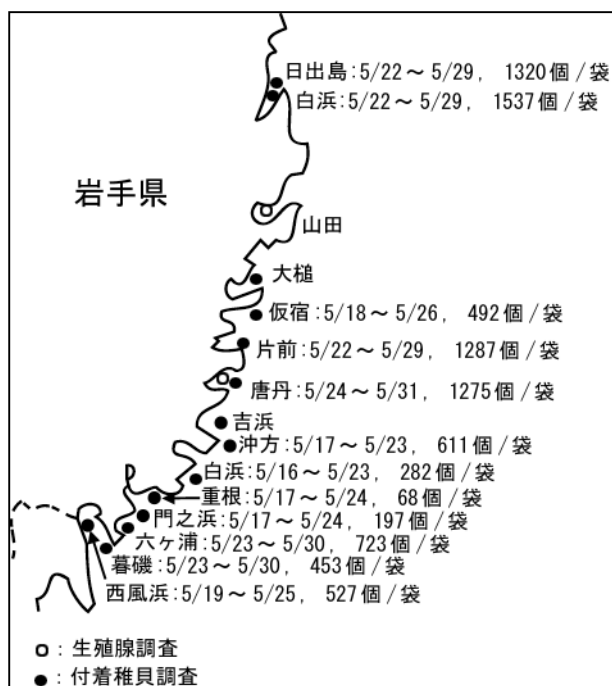 日出島:5/22～5/29, 1320個/袋
白浜:5/22～5/29, 1537個/袋
岩手県
山田
大槌
仮宿:5/18～5/26, 492個/袋
片前:5/22～5/29, 1287個/袋
唐丹:5/24～5/31, 1275個/袋
吉浜
沖方:5/17～5/23, 611個/袋
白浜:5/16～5/23, 282個/袋
重根:5/17～5/24, 68個/袋
門之浜:5/17～5/24, 197個/袋
六ヶ浦:5/23～5/30, 723個/袋
暮磯:5/23～5/30, 453個/袋
西風浜:5/19～5/25, 527個/袋
：生殖腺調査
：付着稚貝調査